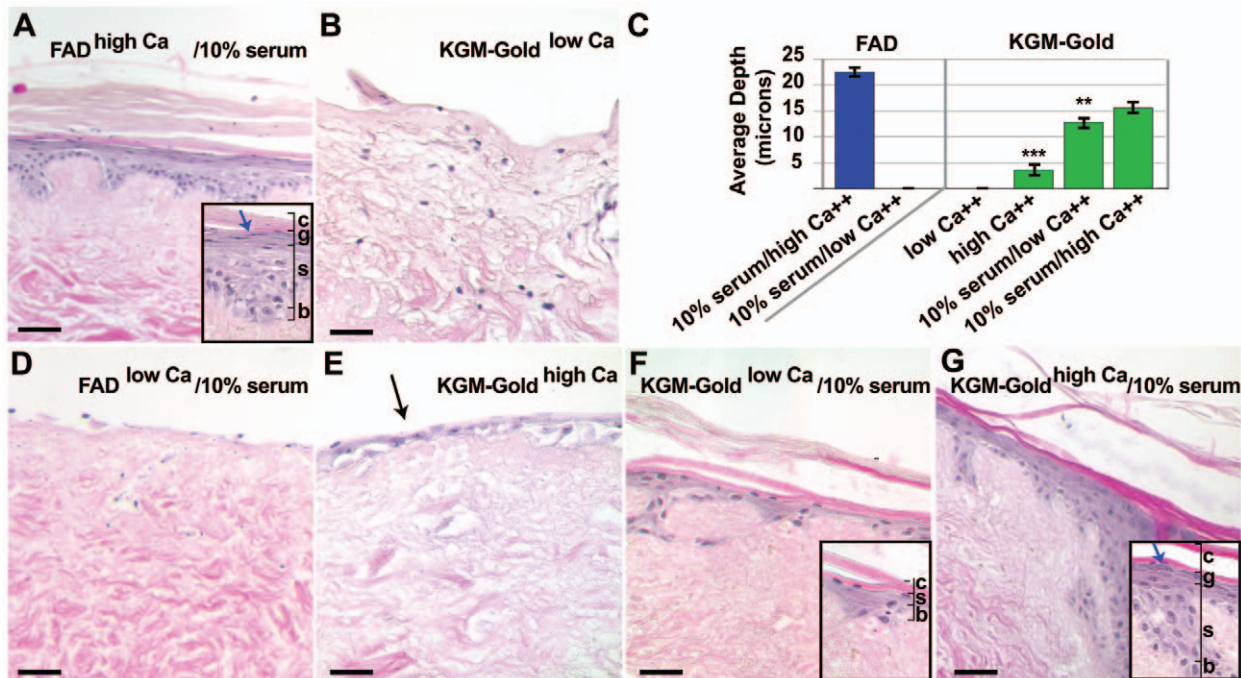 A
FAD high Ca /10% serum
c
g
s
b
B
KGM-Gold low Ca
C
FAD
KGM-Gold
Average Depth
(microns)
25
20
15
10
5
***
**
10% serum/high Ca++
10% serum/low Ca++
low Ca++
high Ca++
10% serum/low Ca++
10% serum/high Ca++
D
FAD low Ca /10% serum
E
KGM-Gold high Ca
F
KGM-Gold low Ca /10% serum
c
s
b
G
KGM-Gold high Ca /10% serum
c
g
s
b